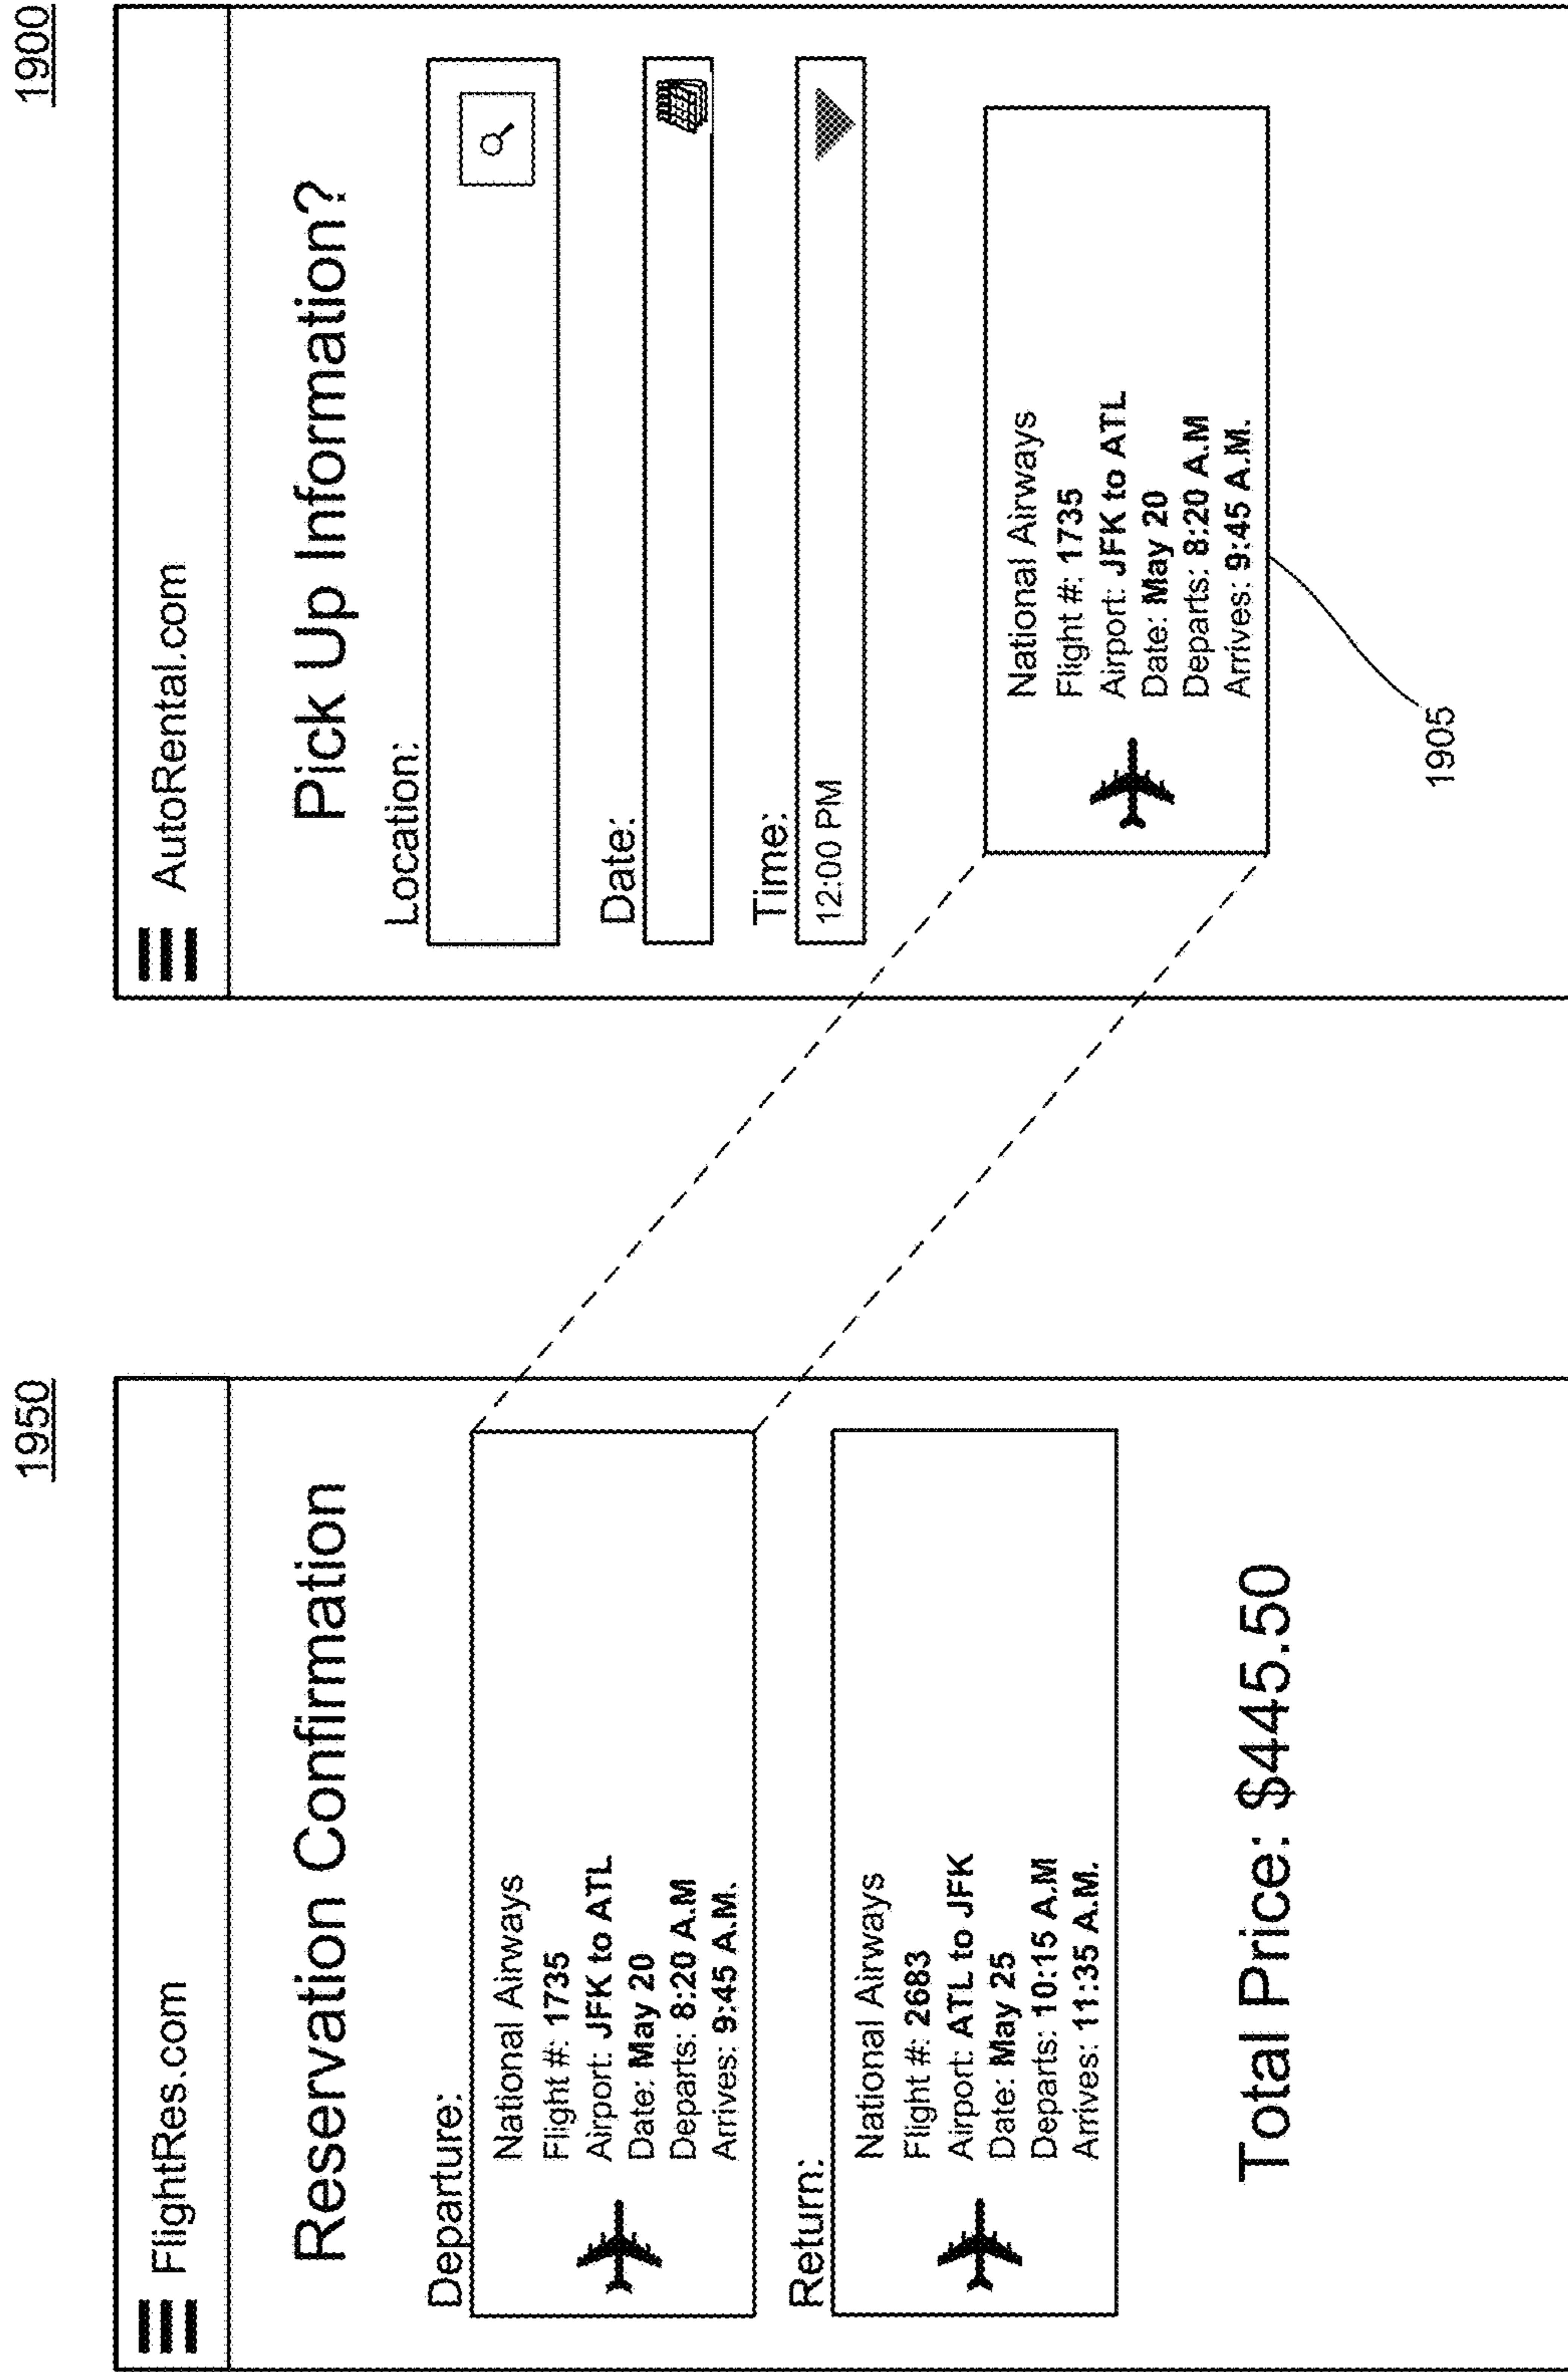 1950
FlightRes.com
Reservation Confirmation
Departure:
National Airways
Flight #: 1735
Airport: JFK to ATL
Date: May 20
Departs: 8:20 A.M
Arrives: 9:45 A.M.
Return:
National Airways
Flight #: 2683
Airport: ATL to JFK
Date: May 25
Departs: 10:15 A.M
Arrives: 11:35 A.M.
Total Price: $445.50
1900
AutoRental.com
Pick Up Information?
Location:
Date:
Time:
12:00 PM
National Airways
Flight #: 1735
Airport: JFK to ATL
Date: May 20
Departs: 8:20 A.M
Arrives: 9:45 A.M.
1905